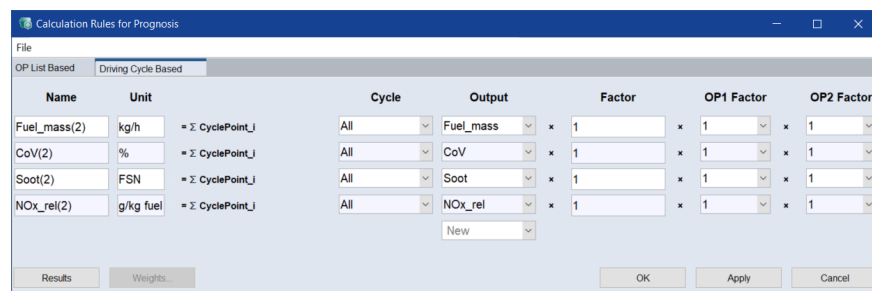 Calculation Rules for Prognosis
File
OP List Based Driving Cycle Based
Name Unit Cycle Output Factor OP1 Factor OP2 Factor
Fuel_mass(2) kg/h = Σ CyclePoint_i All Fuel_mass × 1 × 1 × 1
CoV(2) % = Σ CyclePoint_i All CoV × 1 × 1 × 1
Soot(2) FSN = Σ CyclePoint_i All Soot × 1 × 1 × 1
NOx_rel(2) g/kg fuel = Σ CyclePoint_i All NOx_rel × 1 × 1 × 1
New
Results Weights... OK Apply Cancel